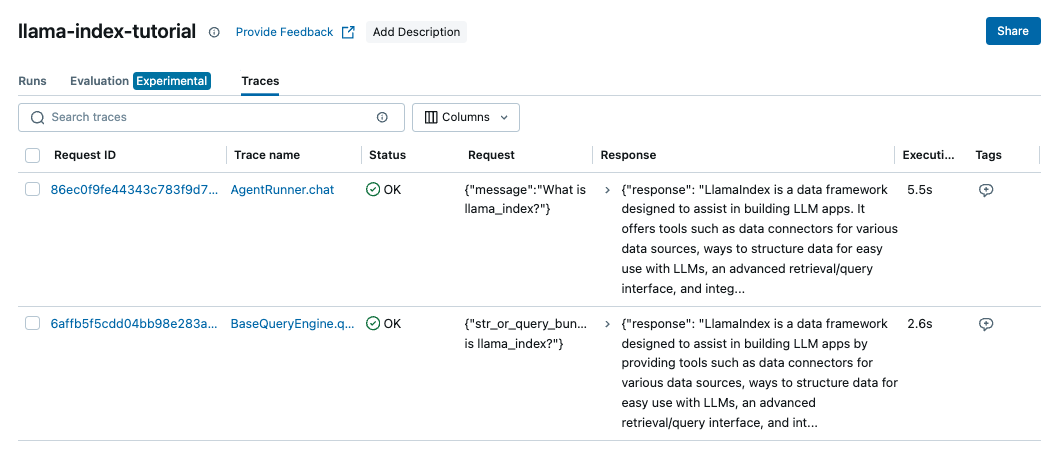 llama-index-tutorial Provide Feedback Add Description Share
Runs Evaluation Experimental Traces
Search traces Columns
Request ID Trace name Status Request Response Executi... Tags
86ec0f9fe44343c783f9d7... AgentRunner.chat OK {"message":"What is {"response": "LlamaIndex is a data framework 5.5s
llama_index?"} designed to assist in building LLM apps. It
offers tools such as data connectors for various
data sources, ways to structure data for easy
use with LLMs, an advanced retrieval/query
interface, and integ...
6affb5f5cdd04bb98e283a... BaseQueryEngine.q... OK {"str_or_query_bun... {"response": "LlamaIndex is a data framework 2.6s
is llama_index?"} designed to assist in building LLM apps by
providing tools such as data connectors for
various data sources, ways to structure data for
easy use with LLMs, an advanced
retrieval/query interface, and int...